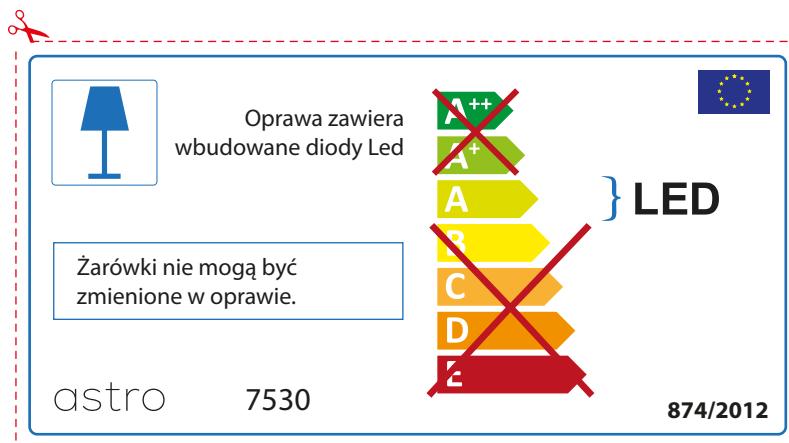 Oprawa zawiera
wbudowane diody Led
A++
A+
A
B
C
D
E
LED
Żarówki nie mogą być
zmienione w oprawie.
astro
7530
874/2012